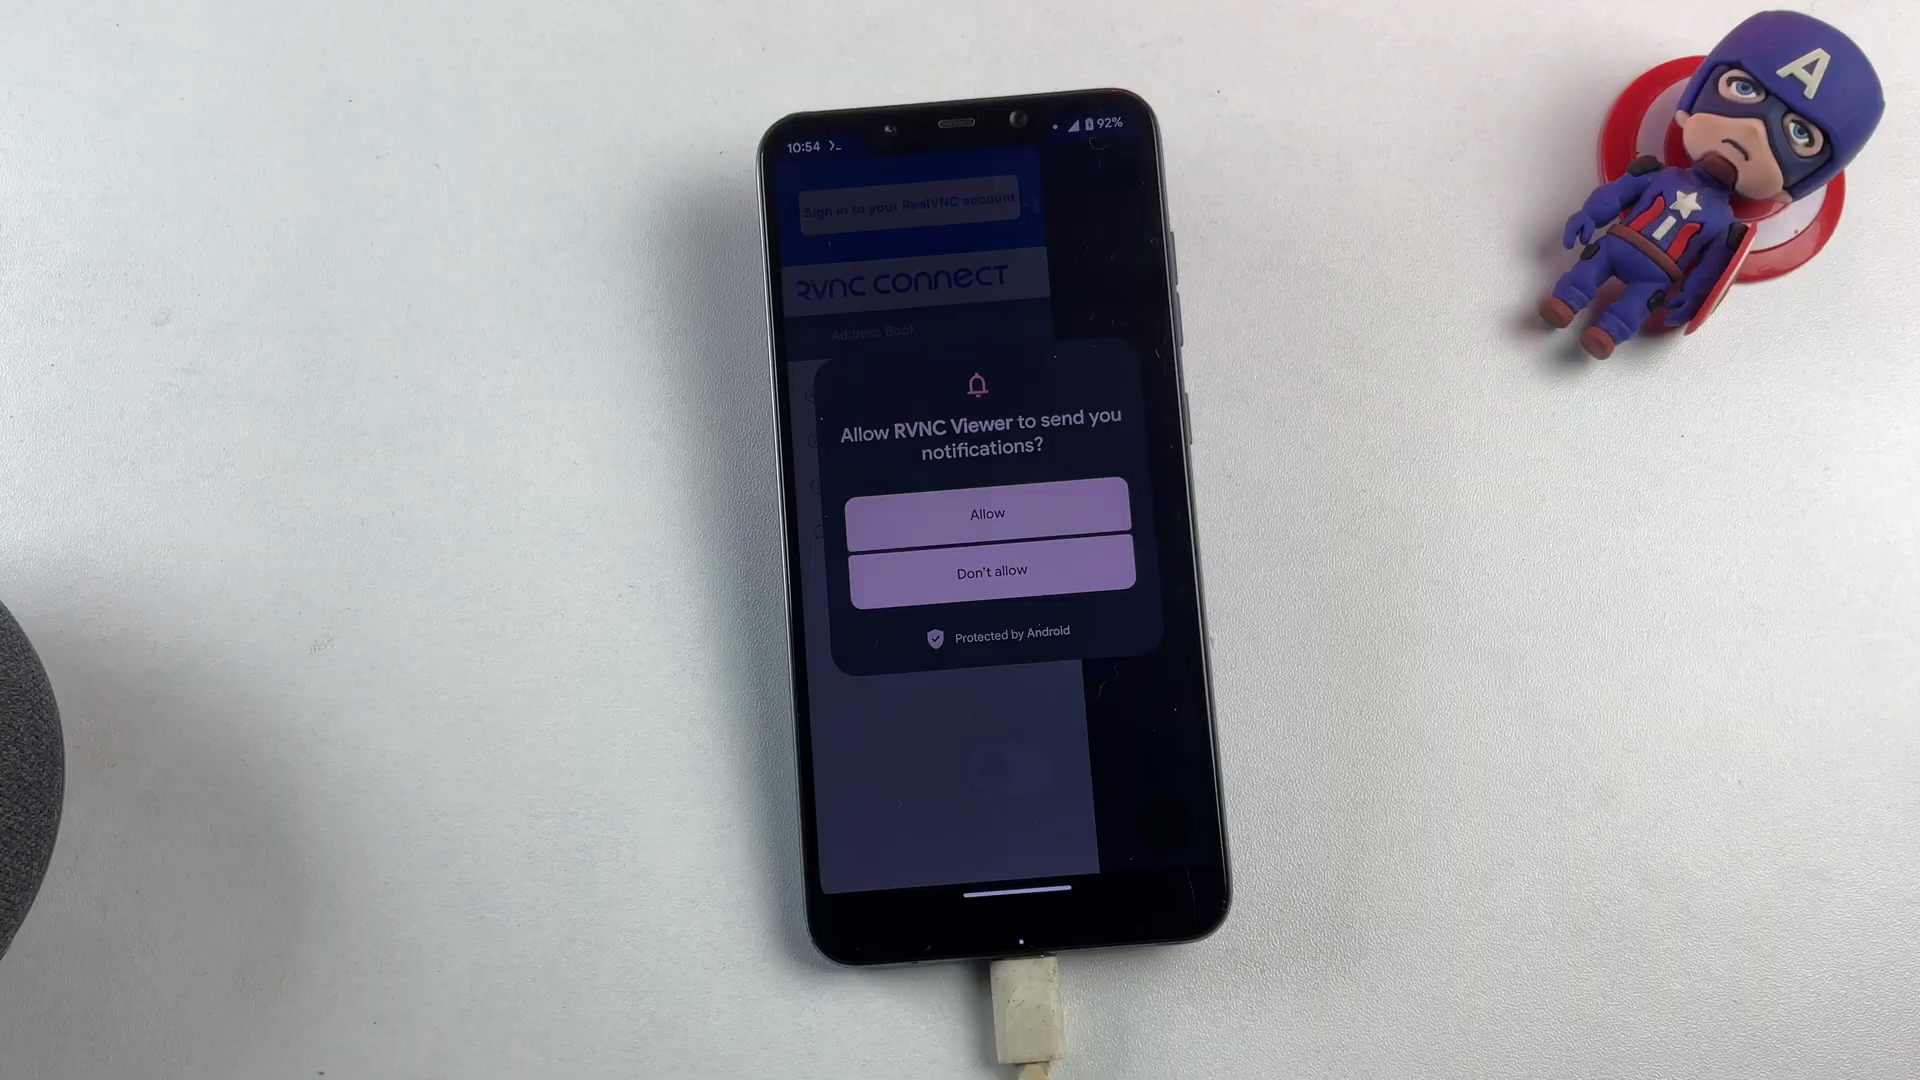 10:54 >_ 92%
Sign in to your RealVNC account
RVNC CONNECT
Address Book
Allow RVNC Viewer to send you
notifications?
Allow
Don't allow
Protected by Android
A